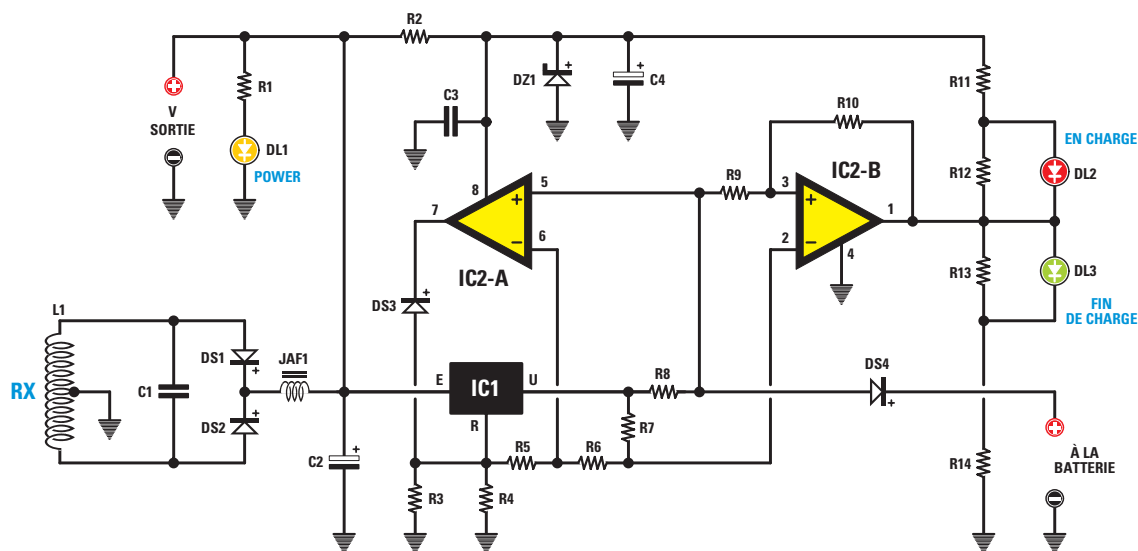 R2
R1
V
SORTIE
DL1
POWER
C3
DZ1
+
C4
+
R10
R11
EN CHARGE
R12
DL2
IC2-B
R9
3
+
2
−
1
4
8
7
5
+
6
−
IC2-A
R13
DL3
FIN
DE CHARGE
DS3
+
L1
RX
C1
DS1
+
DS2
+
JAF1
E
IC1
U
R
R8
DS4
+
R7
C2
+
R5
R6
R3
R4
R14
À LA
BATTERIE